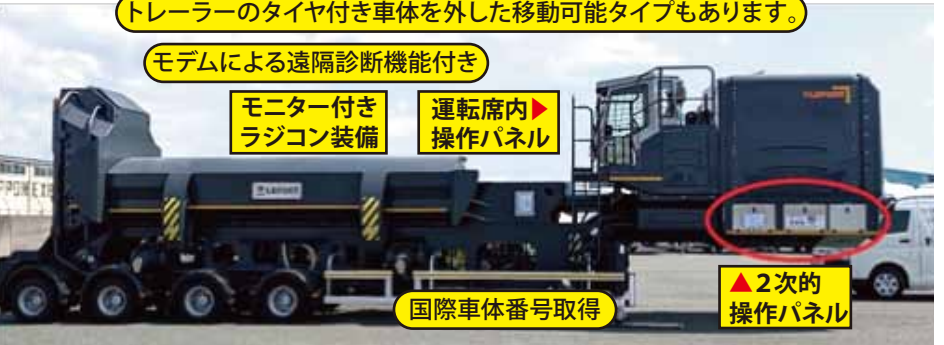 トレーラーのタイヤ付き車体を外した移動可能タイプもあります。
モデムによる遠隔診断機能付き
モニター付き
ラジコン装備
運転席内▶
操作パネル
LEFORT
国際車体番号取得
▲2次的
操作パネル